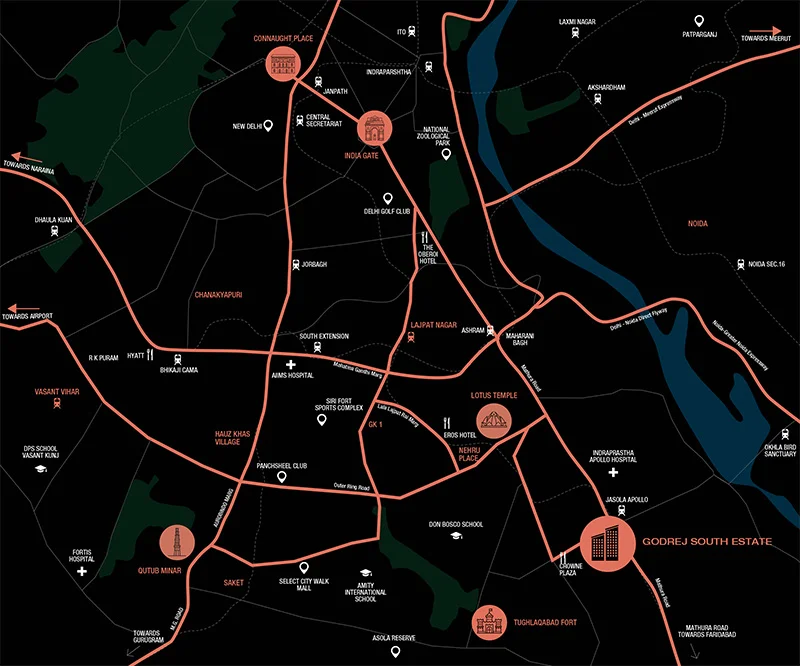 LAXMI NAGAR
PATPARGANJ
ITO
TOWARDS MEERUT
CONNAUGHT PLACE
INDRAPARSHTHA
JANPATH
AKSHARDHAM
Delhi - Meerut Expressway
CENTRAL
SECRETARIAT
NEW DELHI
NATIONAL
ZOOLOGICAL
PARK
INDIA GATE
TOWARDS NARAINA
DELHI GOLF CLUB
DHAULA KUAN
NOIDA
THE
OBEROI
HOTEL
JORBAGH
NOIDA SEC.16
CHANAKYAPURI
TOWARDS AIRPORT
Delhi - Noida Direct Flyway
Noida-Greater Noida Expressway
LAJPAT NAGAR
ASHRAM
MAHARANI
BAGH
SOUTH EXTENSION
R K PURAM
HYATT
BHIKAJI CAMA
AIIMS HOSPITAL
Mahatma Gandhi Marg
Mathura Road
VASANT VIHAR
LOTUS TEMPLE
SIRI FORT
SPORTS COMPLEX
Lala Lajpat Rai Marg
GK 1
EROS HOTEL
HAUZ KHAS
VILLAGE
NEHRU
PLACE
OKHLA BIRD
SANCTUARY
DPS SCHOOL
VASANT KUNJ
INDRAPRASTHA
APOLLO HOSPITAL
PANCHSHEEL CLUB
Outer Ring Road
AUROBINDO MARG
JASOLA APOLLO
DON BOSCO SCHOOL
GODREJ SOUTH ESTATE
FORTIS
HOSPITAL
QUTUB MINAR
CROWNE
PLAZA
SAKET
SELECT CITY WALK
MALL
AMITY
INTERNATIONAL
SCHOOL
Mathura Road
M.G. ROAD
TUGHLAQABAD FORT
TOWARDS
GURUGRAM
ASOLA RESERVE
MATHURA ROAD
TOWARDS FARIDABAD